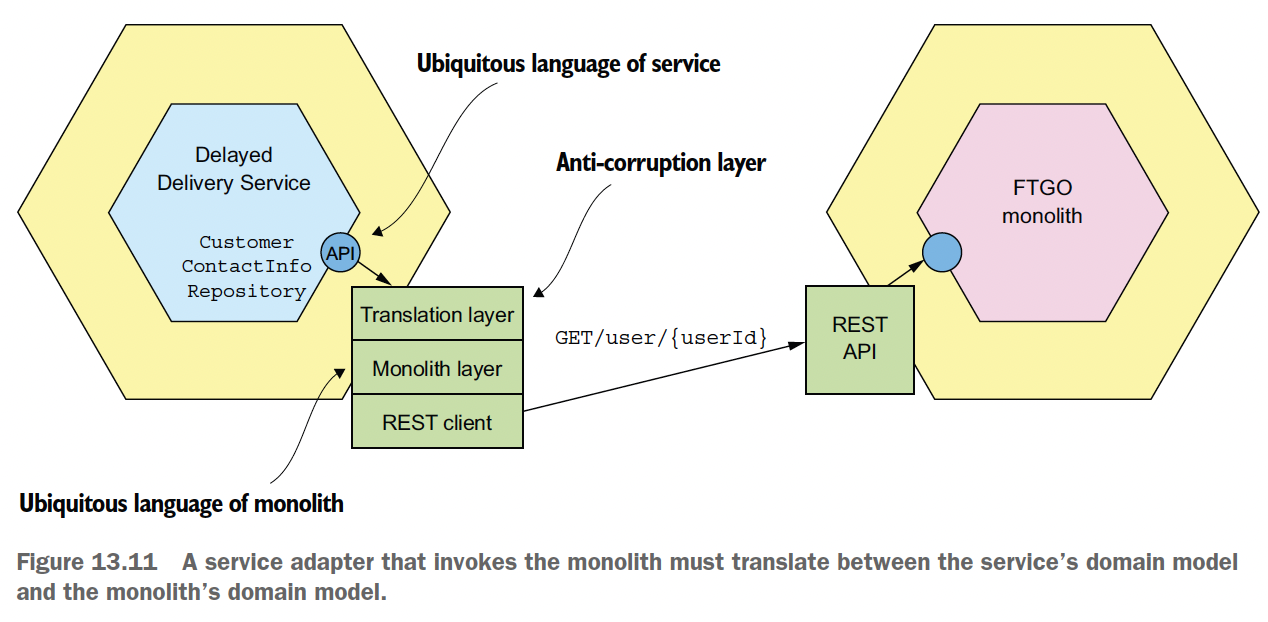 Ubiquitous language of service
Delayed
Delivery Service
Anti-corruption layer
FTGO
monolith
Customer
ContactInfo
Repository
API
Translation layer
Monolith layer
REST client
GET/user/{userId}
REST
API
Ubiquitous language of monolith
Figure 13.11 A service adapter that invokes the monolith must translate between the service's domain model
and the monolith's domain model.